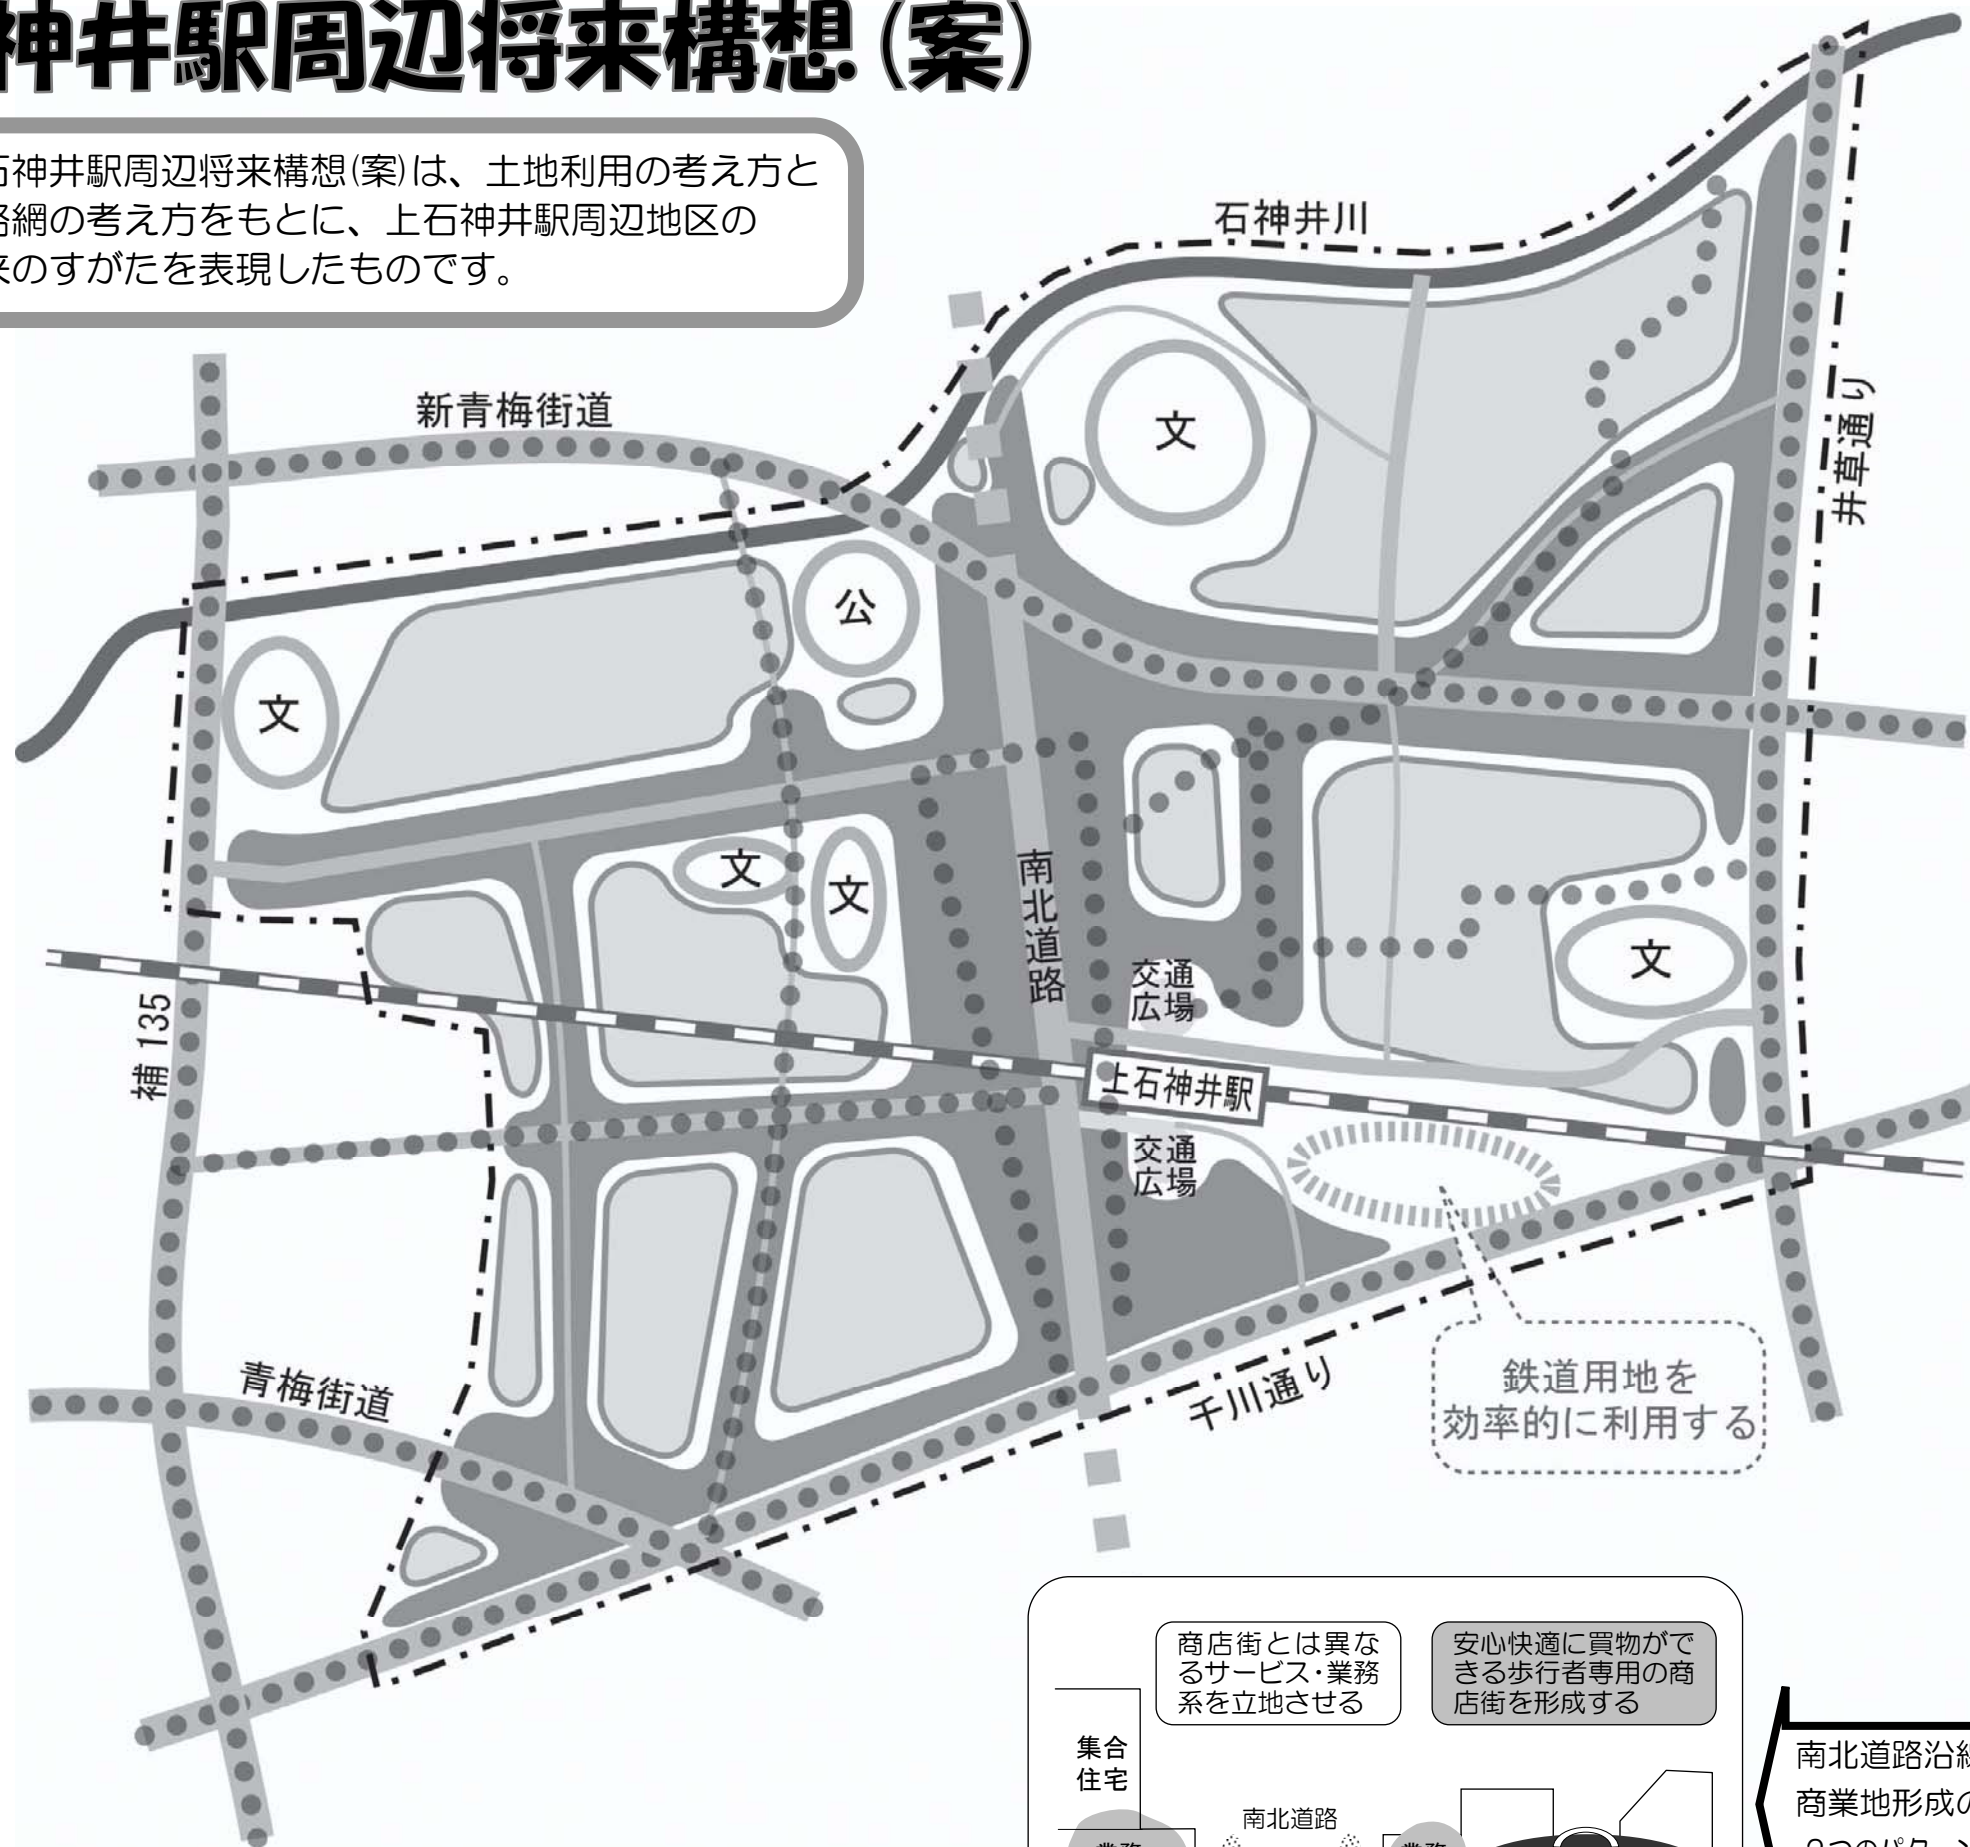 神井駅周辺将来構想(案)
石神井駅周辺将来構想(案)は、土地利用の考え方と
路網の考え方をもとに、上石神井駅周辺地区の
来のすがたを表現したものです。
石神井川
新青梅街道
井草通り
文
公
文
文
文
南北道路
文
交通
広場
補135
上石神井駅
交通
広場
青梅街道
千川通り
鉄道用地を
効率的に利用する
商店街とは異な
るサービス・業務
系を立地させる
安心快適に買物がで
きる歩行者専用の商
店街を形成する
集合
住宅
南北道路
南北道路沿線
商業地形成の